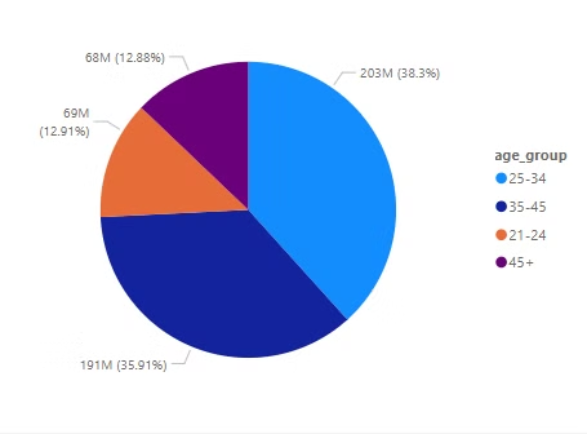 68M (12.88%)
203M (38.3%)
69M
(12.91%)
191M (35.91%)
age_group
25-34
35-45
21-24
45+